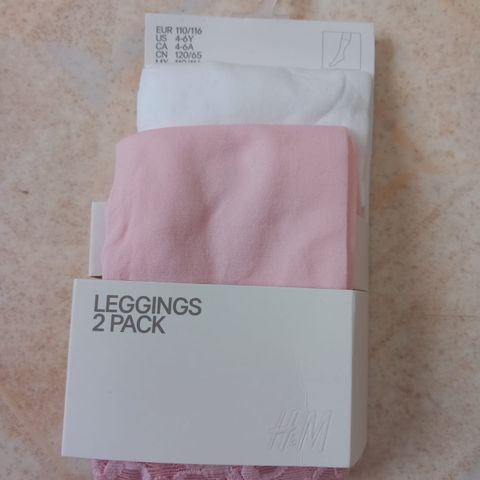 EUR 110/116
US 4-6Y
CA 4-6A
CN 120/65
LEGGINGS
2 PACK
H&M